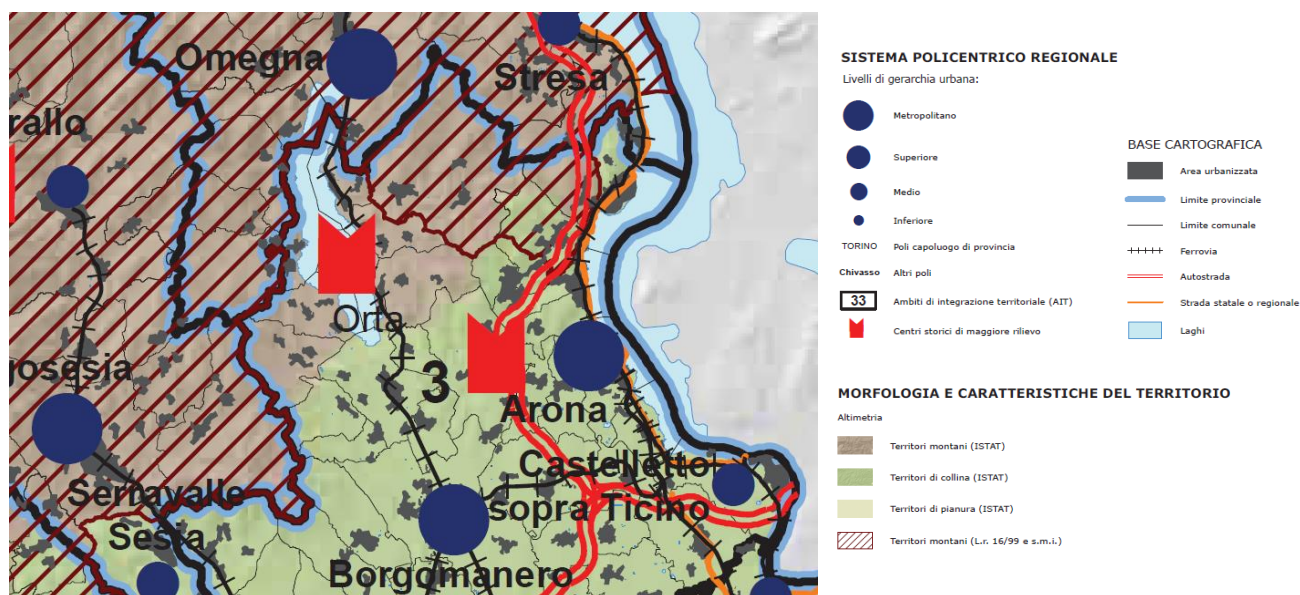 Omegna
Stresa
rallo
Orta
osesia
3
Arona
Castelletto
sopra Ticino
Serravalle
Sesia
Borgomanero
SISTEMA POLICENTRICO REGIONALE
Livelli di gerarchia urbana:
Metropolitano
Superiore
Medio
Inferiore
TORINO Poli capoluogo di provincia
Chivasso Altri poli
33 Ambiti di integrazione territoriale (AIT)
Centri storici di maggiore rilievo
BASE CARTOGRAFICA
Area urbanizzata
Limite provinciale
Limite comunale
Ferrovia
Autostrada
Strada statale o regionale
Laghi
MORFOLOGIA E CARATTERISTICHE DEL TERRITORIO
Altimetria
Territori montani (ISTAT)
Territori di collina (ISTAT)
Territori di pianura (ISTAT)
Territori montani (L.r. 16/99 e s.m.i.)